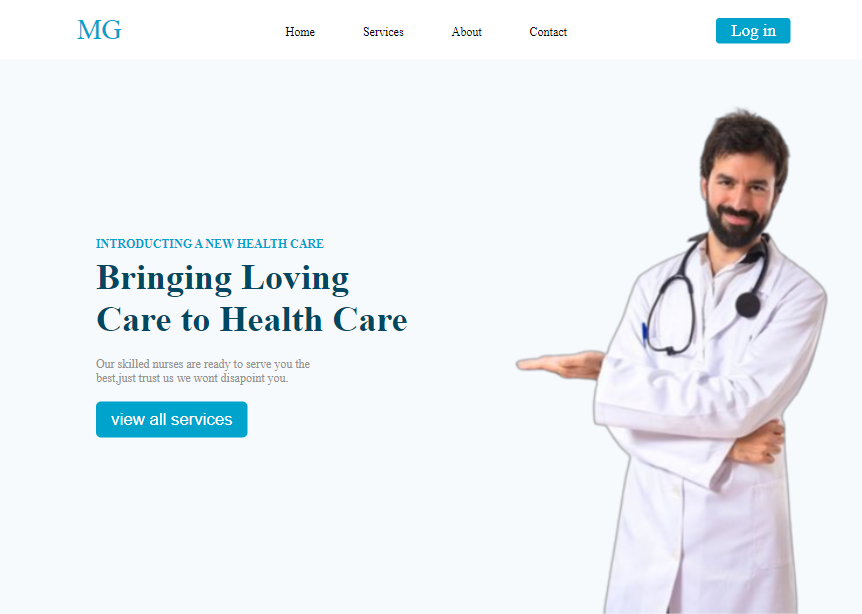 MG
Home
Services
About
Contact
Log in
INTRODUCTING A NEW HEALTH CARE
Bringing Loving
Care to Health Care
Our skilled nurses are ready to serve you the
best,just trust us we wont disapoint you.
view all services